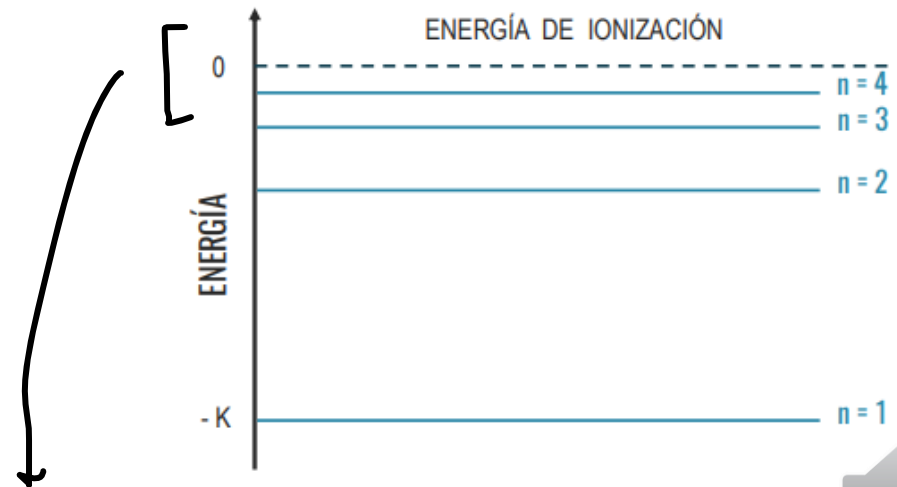 ENERGÍA DE IONIZACIÓN
0
n = 4
n = 3
n = 2
ENERGÍA
- K
n = 1